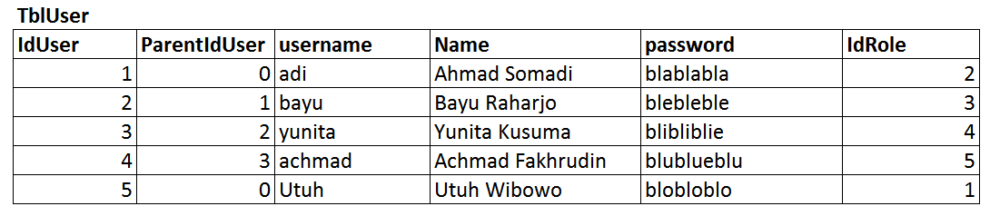 TblUser
IdUser ParentIdUser username Name password IdRole
1 0 adi Ahmad Somadi blablabla 2
2 1 bayu Bayu Raharjo blebleble 3
3 2 yunita Yunita Kusuma blibliblie 4
4 3 achmad Achmad Fakhrudin blublueblu 5
5 0 Utuh Utuh Wibowo blobloblo 1